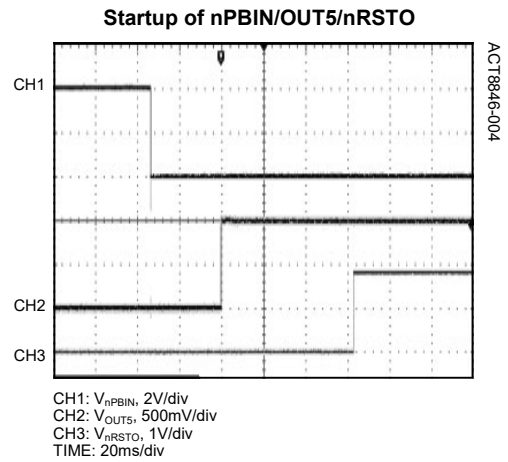 Startup of nPBIN/OUT5/nRSTO
ACT8846-004
CH1
CH2
CH3
CH1: VnPBIN, 2V/div
CH2: VOUT5, 500mV/div
CH3: VnRSTO, 1V/div
TIME: 20ms/div